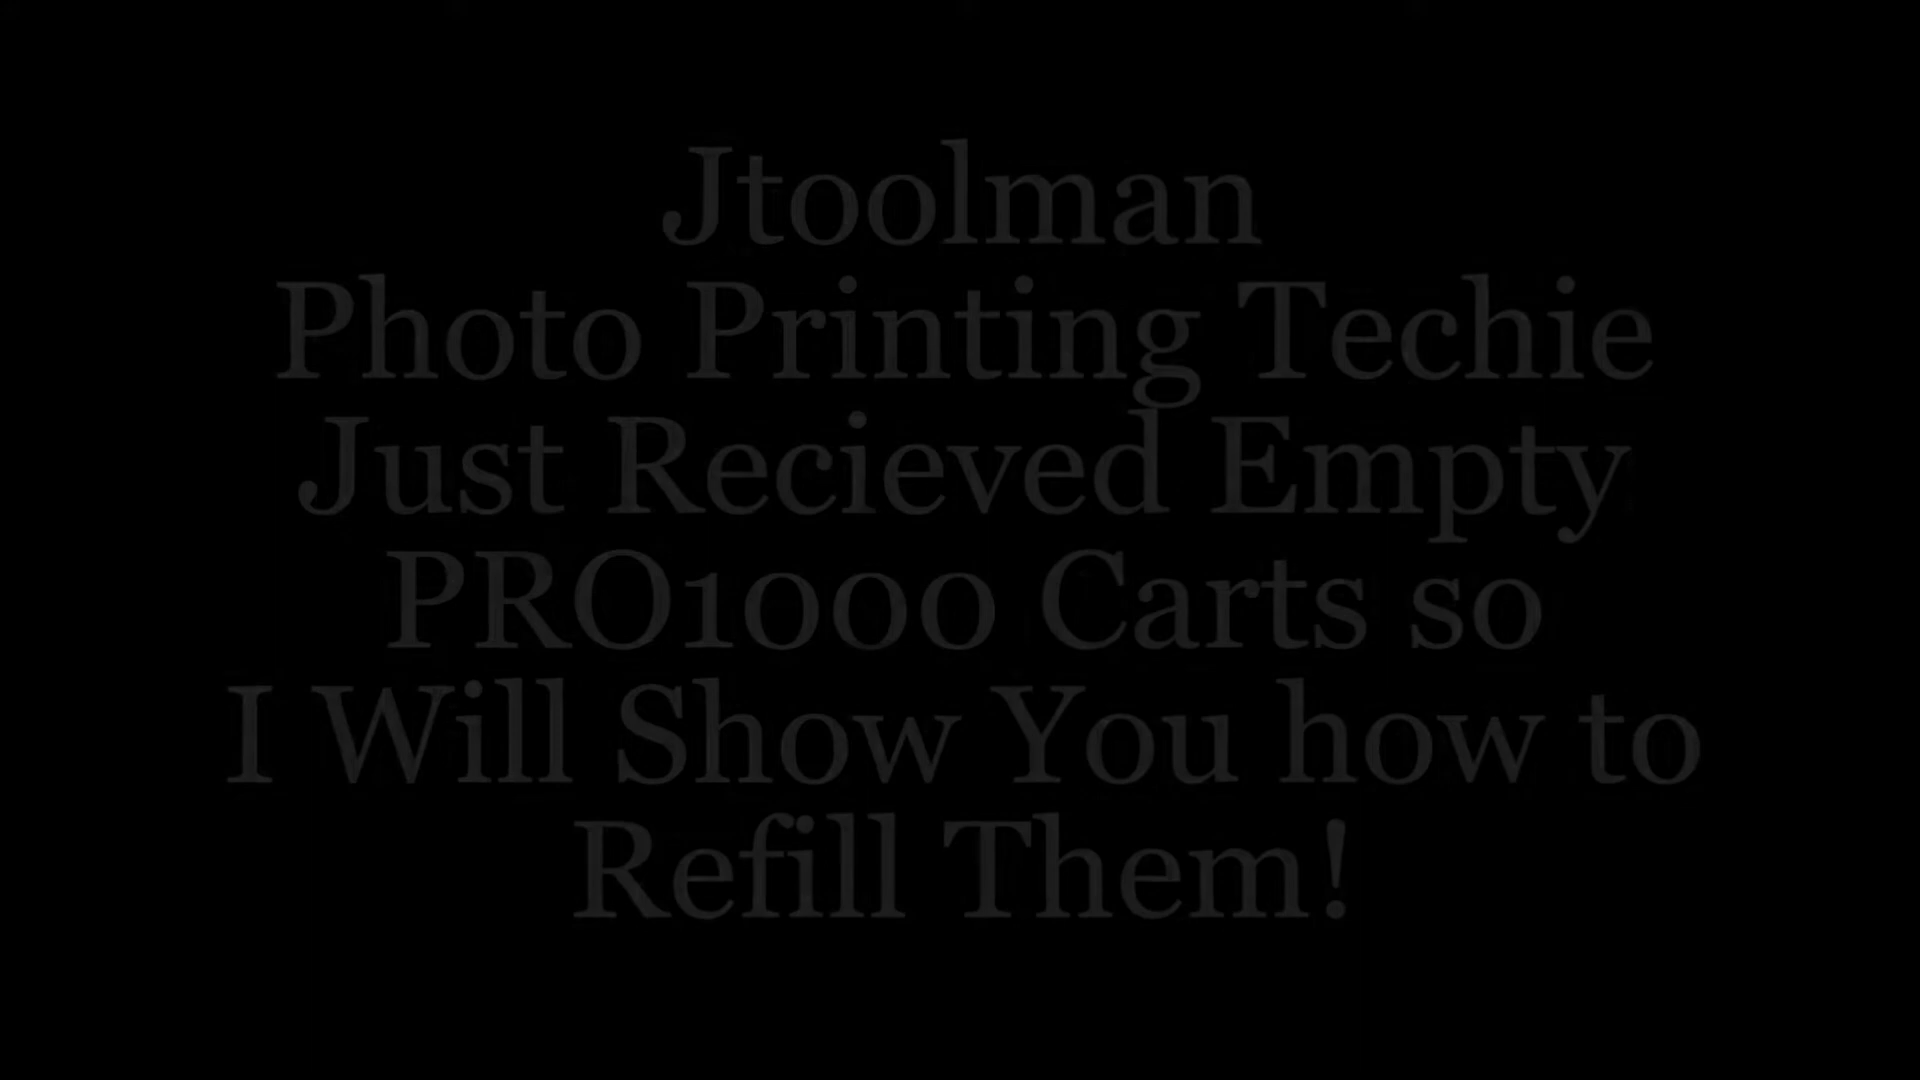 Jtoolman
Photo Printing Techie
Just Recieved Empty
PRO1000 Carts so
I Will Show You how to
Refill Them!